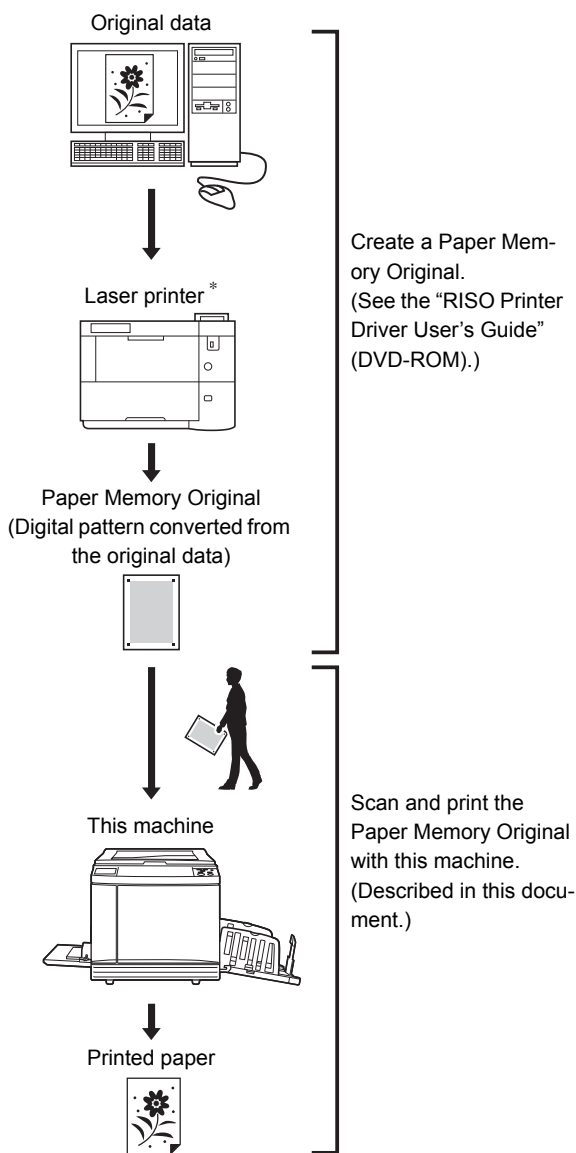 Original data
Laser printer *
Create a Paper Mem-
ory Original.
(See the “RISO Printer
Driver User’s Guide”
(DVD-ROM).)
Paper Memory Original
(Digital pattern converted from
the original data)
This machine
Scan and print the
Paper Memory Original
with this machine.
(Described in this docu-
ment.)
Printed paper